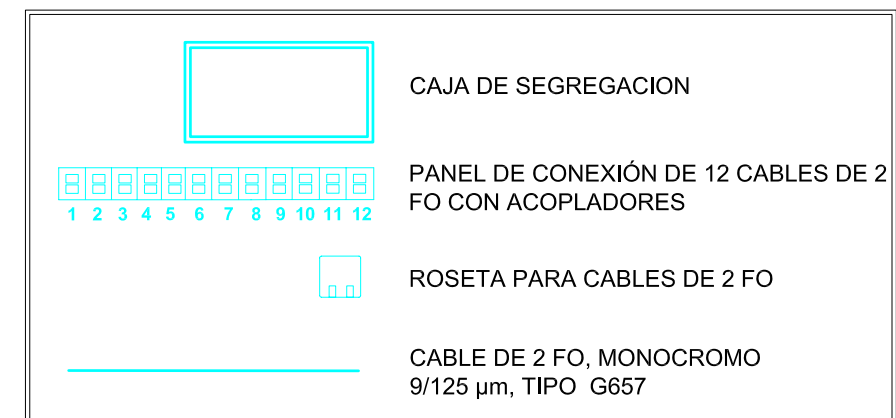 CAJA DE SEGREGACION
PANEL DE CONEXIÓN DE 12 CABLES DE 2
FO CON ACOPLADORES
1 2 3 4 5 6 7 8 9 10 11 12
ROSETA PARA CABLES DE 2 FO
CABLE DE 2 FO, MONOCROMO
9/125 µm, TIPO G657